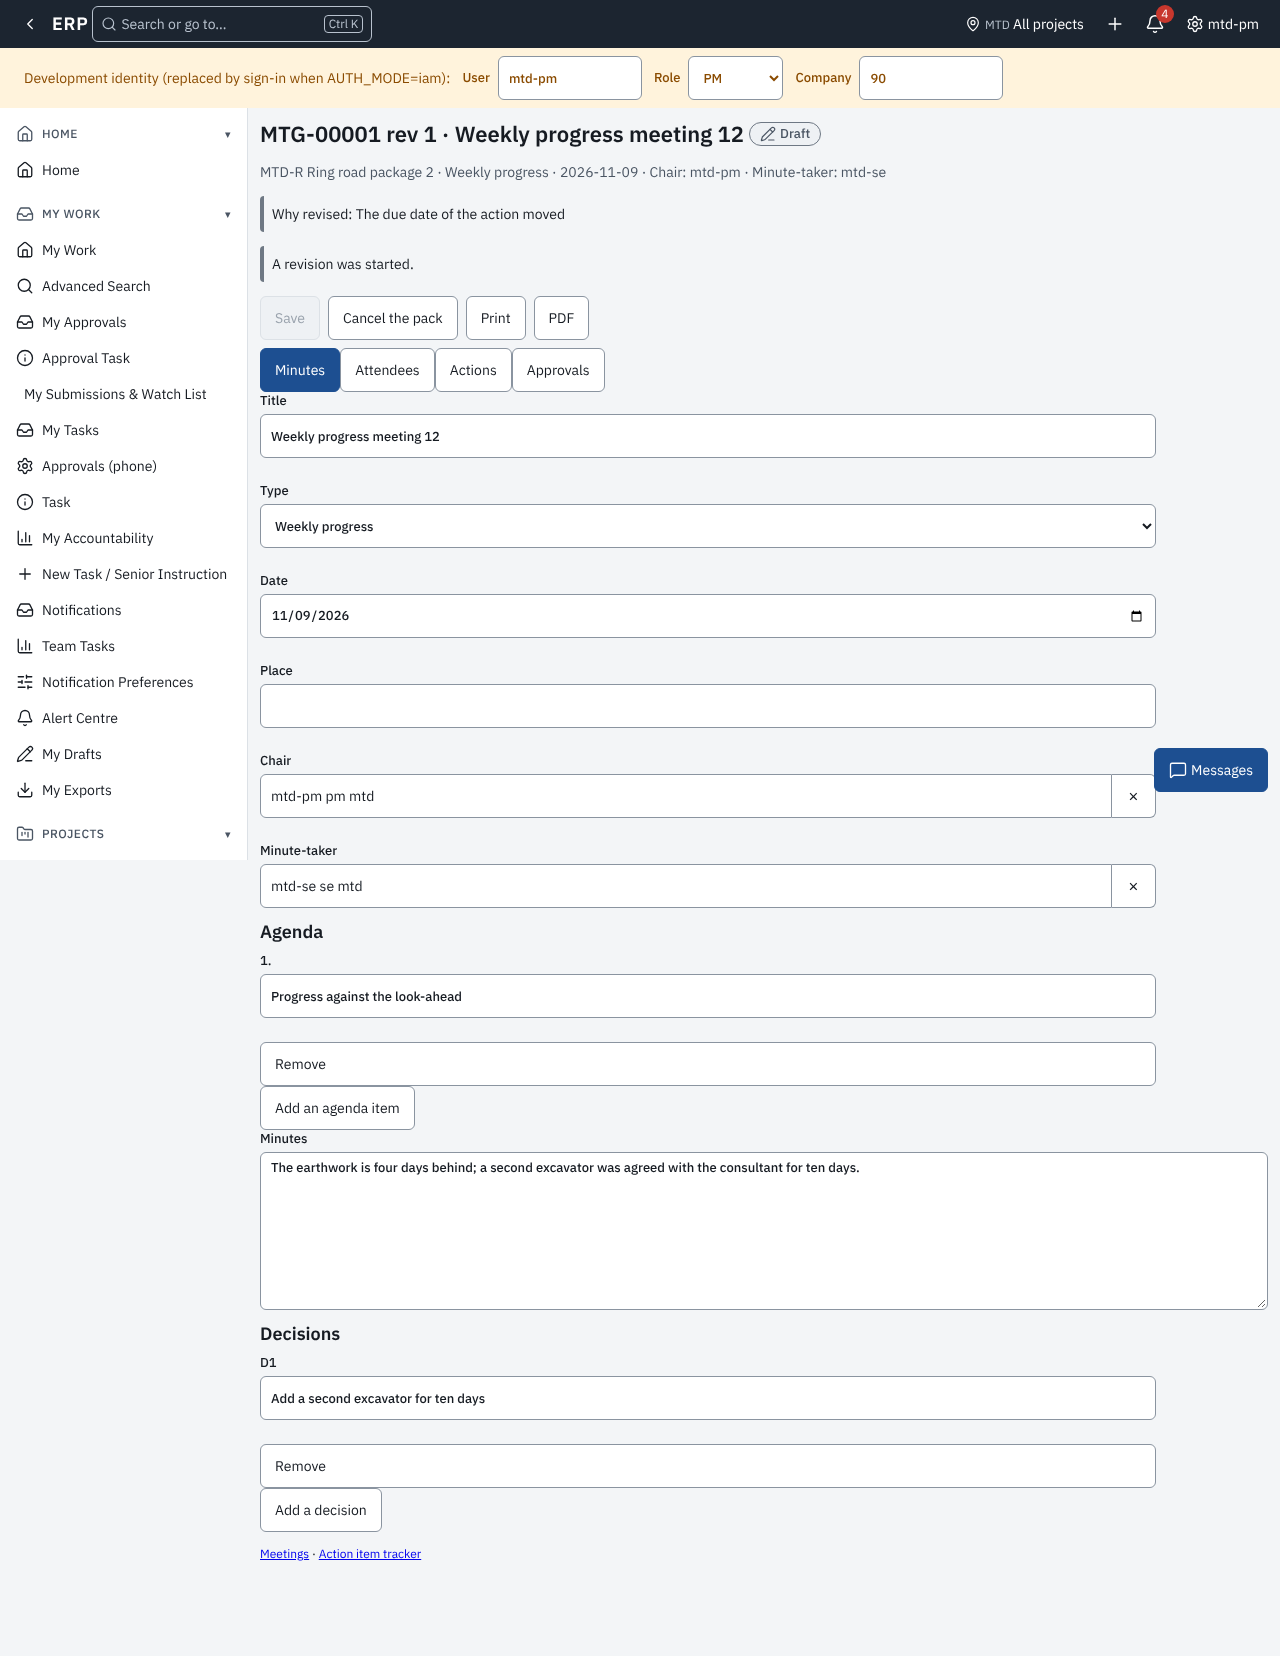 ERP
Search or go to...
Ctrl K
MTD All projects
4
mtd-pm
Development identity (replaced by sign-in when AUTH_MODE=iam):
User
mtd-pm
Role
PM
Company
90
HOME
Home
MY WORK
My Work
Advanced Search
My Approvals
Approval Task
My Submissions & Watch List
My Tasks
Approvals (phone)
Task
My Accountability
New Task / Senior Instruction
Notifications
Team Tasks
Notification Preferences
Alert Centre
My Drafts
My Exports
PROJECTS
MTG-00001 rev 1 · Weekly progress meeting 12
Draft
MTD-R Ring road package 2 · Weekly progress · 2026-11-09 · Chair: mtd-pm · Minute-taker: mtd-se
Why revised: The due date of the action moved
A revision was started.
Save
Cancel the pack
Print
PDF
Minutes
Attendees
Actions
Approvals
Title
Weekly progress meeting 12
Type
Weekly progress
Date
11/09/2026
Place
Chair
mtd-pm pm mtd
×
Messages
Minute-taker
mtd-se se mtd
×
Agenda
1.
Progress against the look-ahead
Remove
Add an agenda item
Minutes
The earthwork is four days behind; a second excavator was agreed with the consultant for ten days.
Decisions
D1
Add a second excavator for ten days
Remove
Add a decision
Meetings · Action item tracker